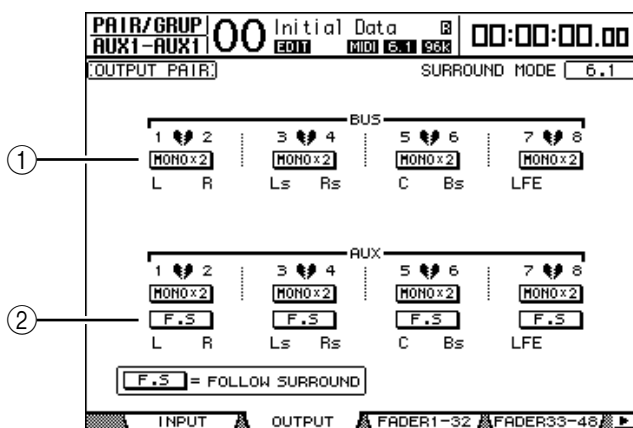 PAIR/GRUP
AUX1-AUX1
00
Initial Data
EDIT MIDI 6.1 96k
00:00:00.00
OUTPUT PAIR
SURROUND MODE 6.1
BUS
1 2 3 4 5 6 7 8
① MONO×2 MONO×2 MONO×2 MONO×2
L R Ls Rs C Bs LFE
AUX
1 2 3 4 5 6 7 8
MONO×2 MONO×2 MONO×2 MONO×2
② F.S F.S F.S F.S
L R Ls Rs C Bs LFE
F.S = FOLLOW SURROUND
INPUT OUTPUT FADER1-32 FADER33-48